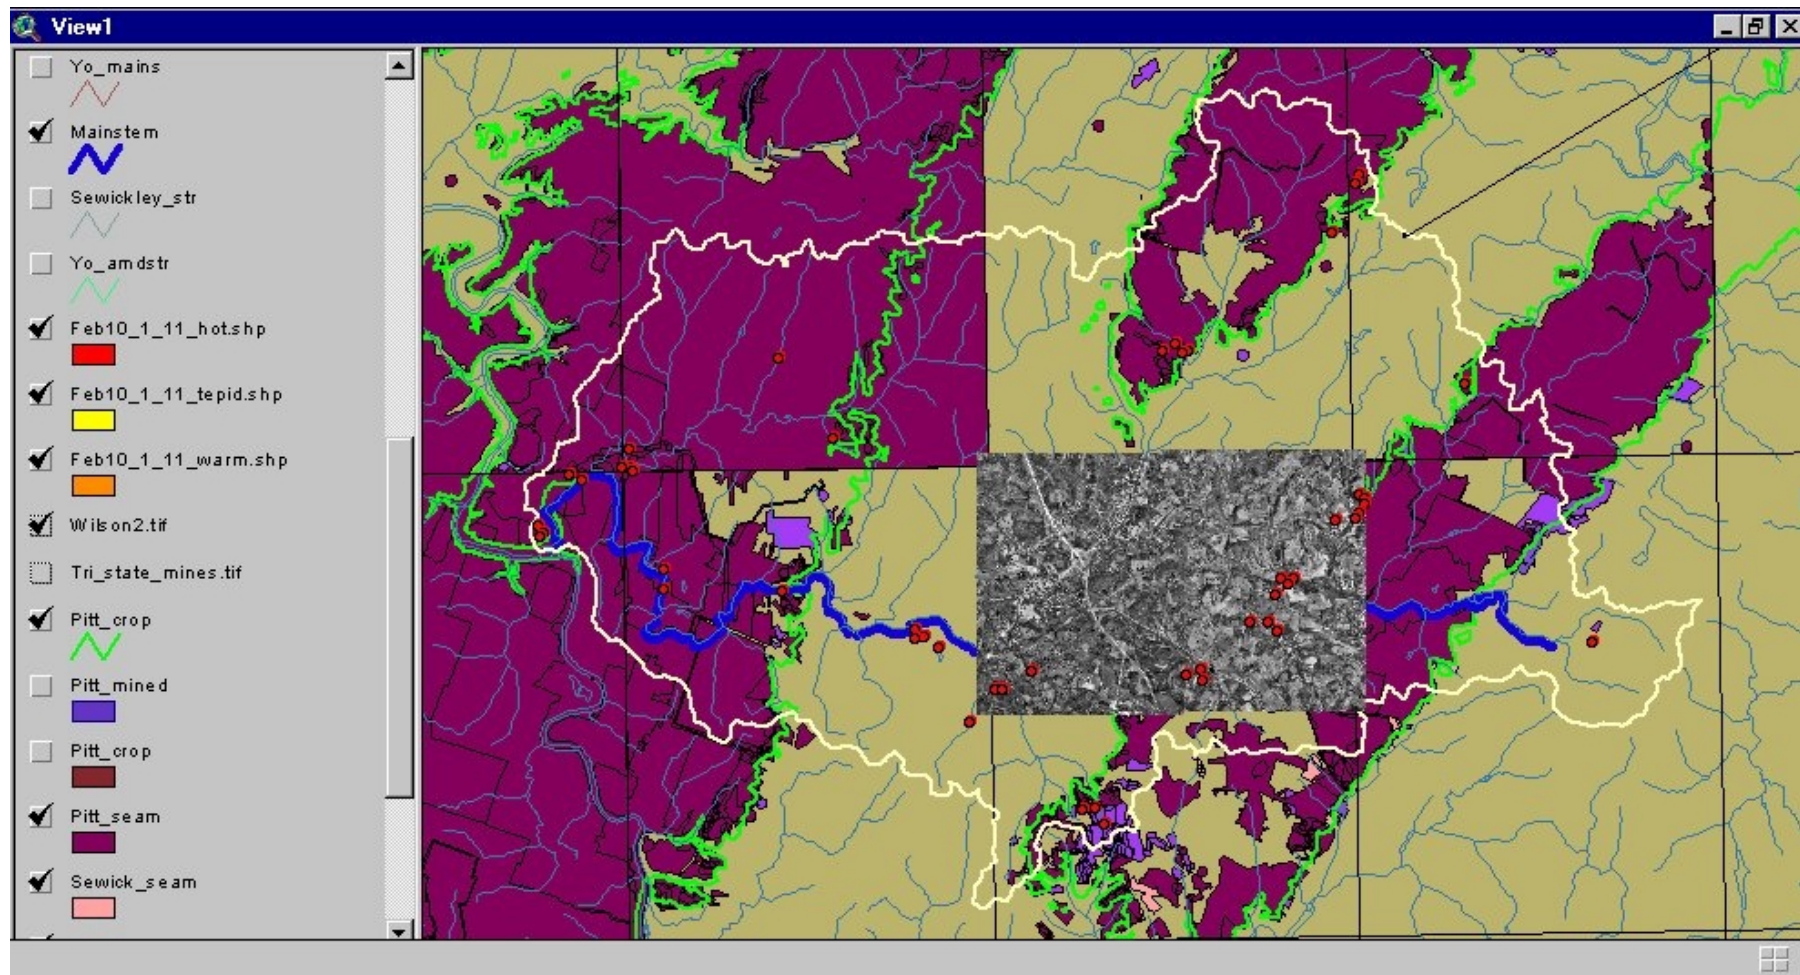 View1
Yo_mains
Mainstem
Sewickley_str
Yo_amdstr
Feb10_1_11_hot.shp
Feb10_1_11_tepid.shp
Feb10_1_11_warm.shp
Wilson2.tif
Tri_state_mines.tif
Pitt_crop
Pitt_mined
Pitt_crop
Pitt_seam
Sewick_seam